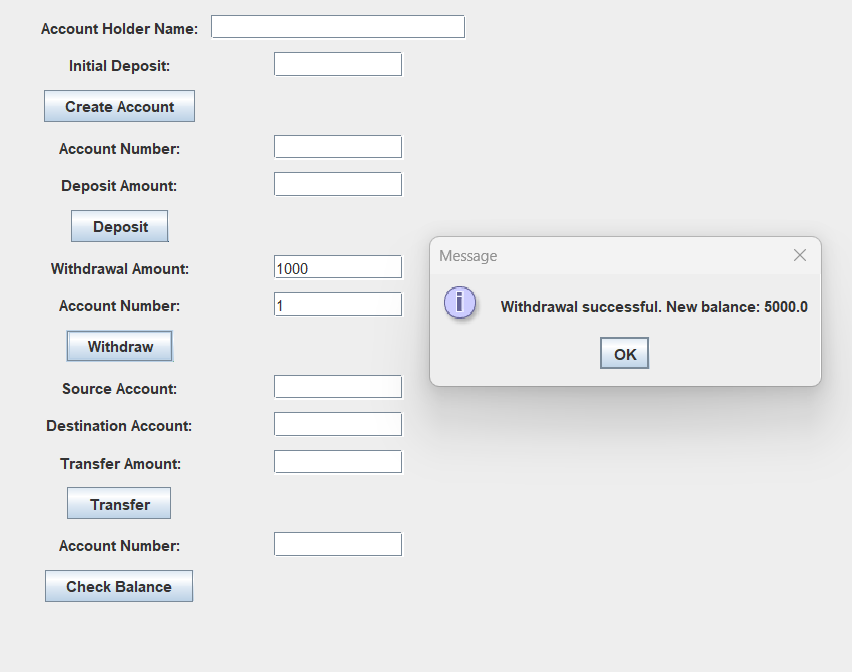 Account Holder Name:
Initial Deposit:
Create Account
Account Number:
Deposit Amount:
Deposit
Withdrawal Amount: 1000
Account Number: 1
Withdraw
Source Account:
Destination Account:
Transfer Amount:
Transfer
Account Number:
Check Balance
Message
Withdrawal successful. New balance: 5000.0
OK